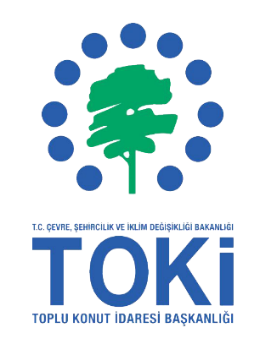 T.C. ÇEVRE, ŞEHİRCİLİK VE İKLİM DEĞİŞİKLİĞİ BAKANLIĞI
TOKİ
TOPLU KONUT İDARESİ BAŞKANLIĞI